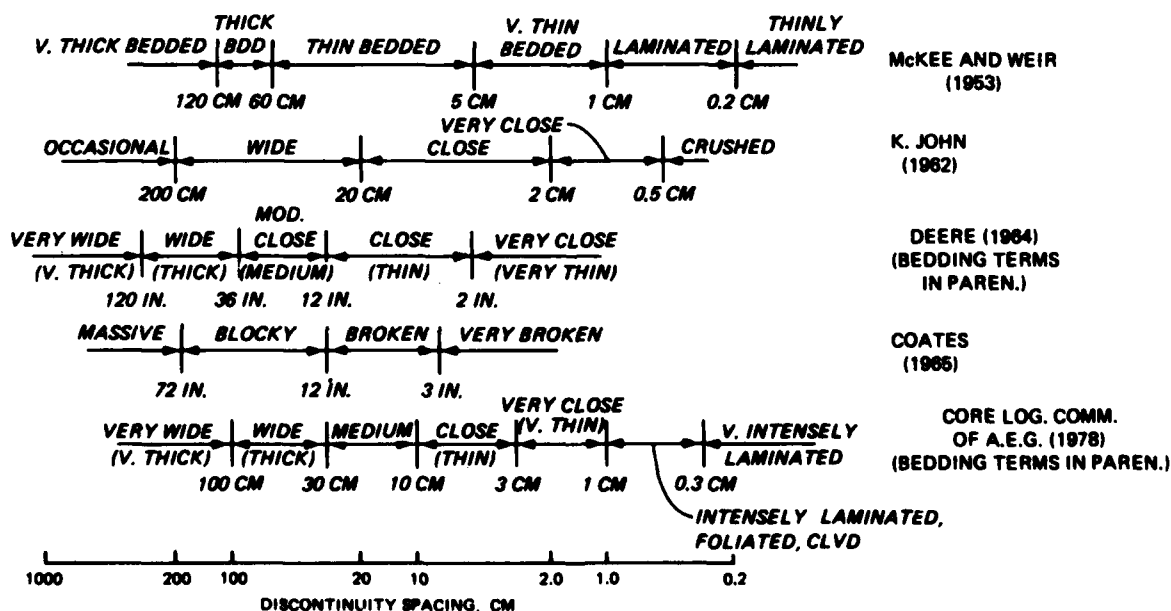 THICK
V. THICK BEDDED
BDD
THIN BEDDED
V. THIN
BEDDED
LAMINATED
THINLY
LAMINATED
McKEE AND WEIR
(1953)
120 CM
60 CM
5 CM
1 CM
0.2 CM
VERY CLOSE
OCCASIONAL
WIDE
CLOSE
CRUSHED
K. JOHN
(1962)
200 CM
20 CM
2 CM
0.5 CM
MOD.
VERY WIDE
WIDE
CLOSE
CLOSE
VERY CLOSE
(V. THICK)
(THICK)
(MEDIUM)
(THIN)
(VERY THIN)
DEERE (1964)
(BEDDING TERMS
IN PAREN.)
120 IN.
36 IN.
12 IN.
2 IN.
MASSIVE
BLOCKY
BROKEN
VERY BROKEN
COATES
(1965)
72 IN.
12 IN.
3 IN.
VERY CLOSE
(V. THIN)
VERY WIDE
WIDE
MEDIUM
CLOSE
V. INTENSELY
LAMINATED
(V. THICK)
(THICK)
(THIN)
CORE LOG. COMM.
OF A.E.G. (1978)
(BEDDING TERMS IN PAREN.)
100 CM
30 CM
10 CM
3 CM
1 CM
0.3 CM
INTENSELY LAMINATED,
FOLIATED, CLVD
1000
200
100
20
10
2.0
1.0
0.2
DISCONTINUITY SPACING, CM